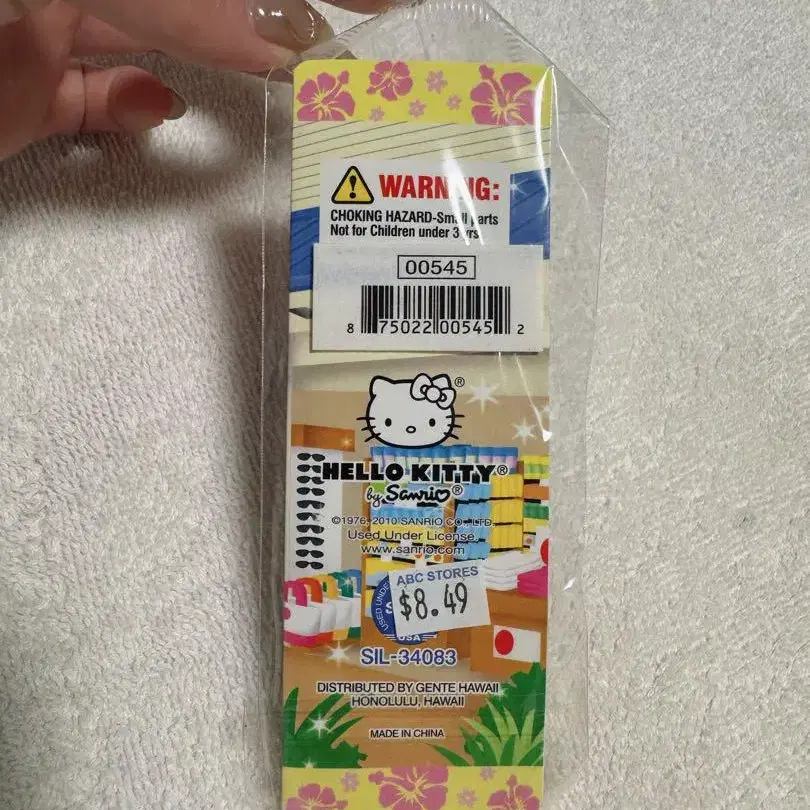 WARNING:
CHOKING HAZARD-Small parts
Not for Children under 3 yrs
00545
8 75022 00545 2
®
HELLO KITTY®
by Sanrio®
©1976, 2010 SANRIO CO., LTD.
Used Under License.
www.sanrio.com
ABC STORES
$8.49
USED UNDER
USA
SIL-34083
DISTRIBUTED BY GENTE HAWAII
HONOLULU, HAWAII
MADE IN CHINA